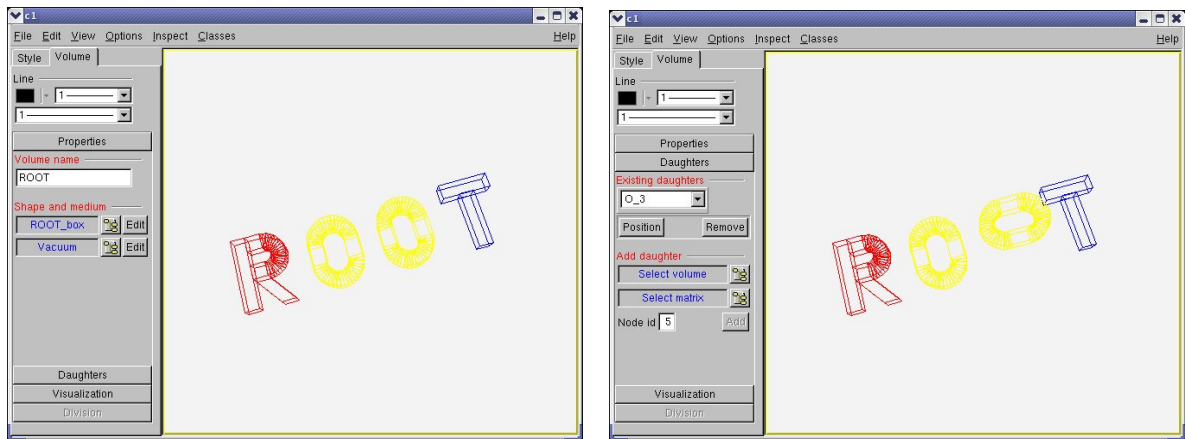 c1
File Edit View Options Inspect Classes Help
Style Volume
Line
1
1
Properties
Volume name
ROOT
Shape and medium
ROOT_box Edit
Vacuum Edit
Daughters
Visualization
Division
ROOT
c1
File Edit View Options Inspect Classes Help
Style Volume
Line
1
1
Properties
Daughters
Existing daughters
O_3
Position Remove
Add daughter
Select volume
Select matrix
Node id 5 Add
Visualization
Division
ROOT